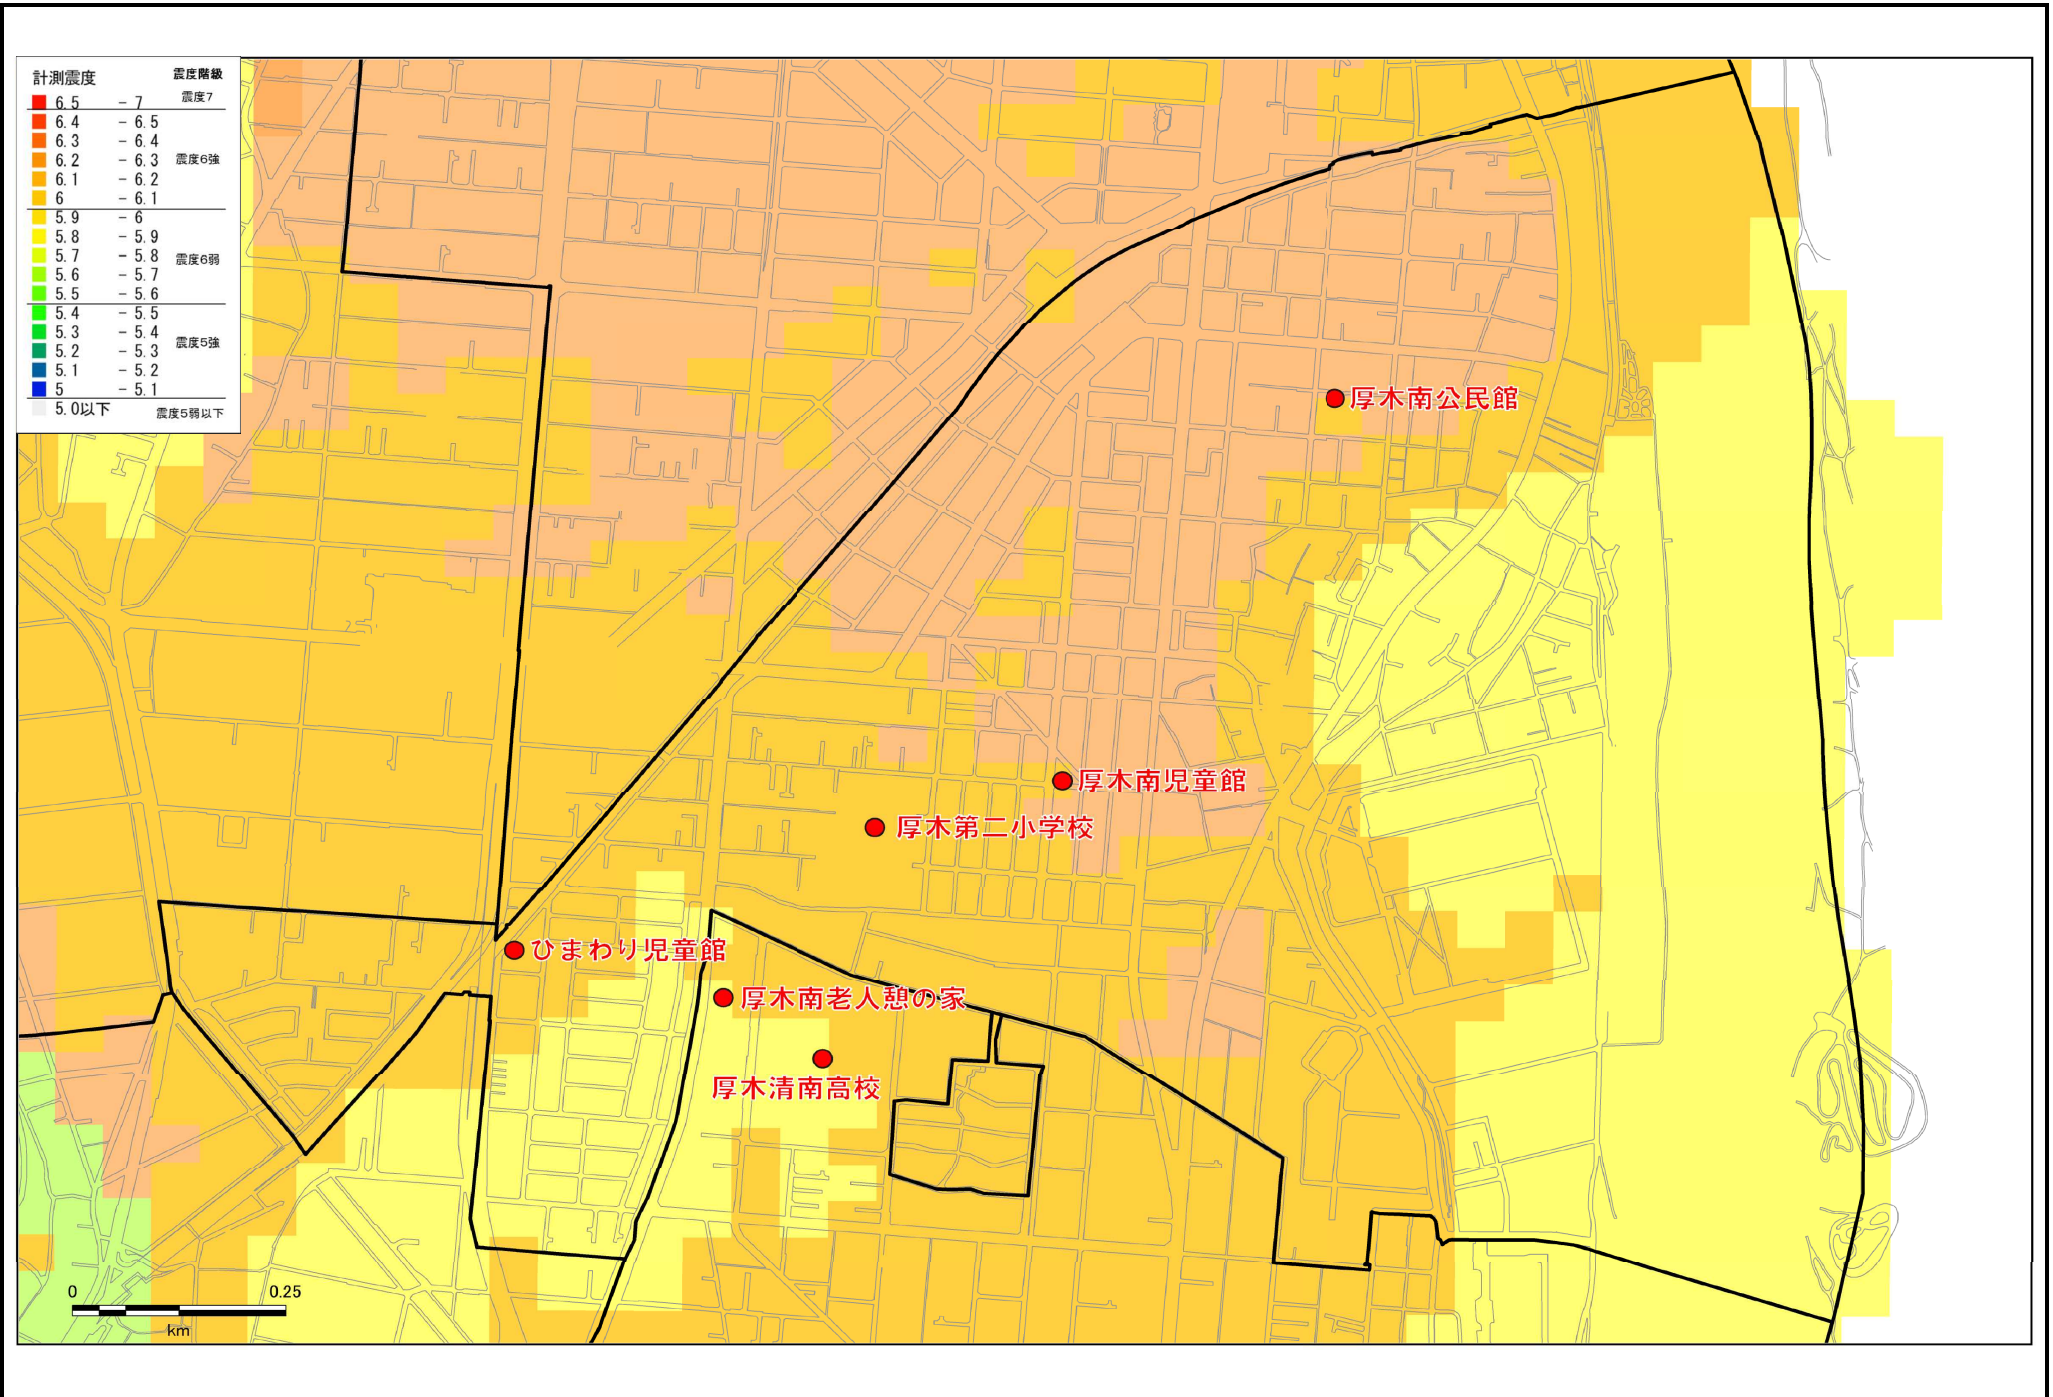 計測震度 震度階級
6.5 - 7 震度7
6.4 - 6.5
6.3 - 6.4
6.2 - 6.3 震度6強
6.1 - 6.2
6 - 6.1
5.9 - 6
5.8 - 5.9
5.7 - 5.8 震度6弱
5.6 - 5.7
5.5 - 5.6
5.4 - 5.5
5.3 - 5.4
5.2 - 5.3 震度5強
5.1 - 5.2
5 - 5.1
5.0以下 震度5弱以下
厚木南公民館
厚木南児童館
厚木第二小学校
ひまわり児童館
厚木南老人憩の家
厚木清南高校
0 0.25
km